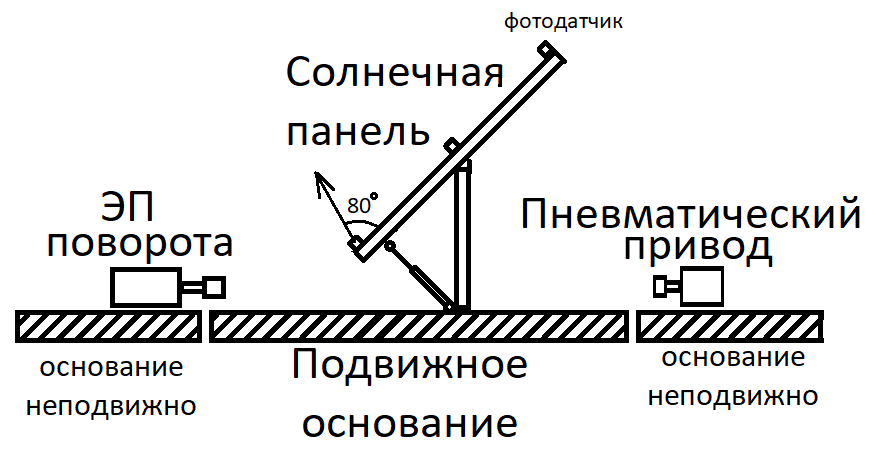 фотодатчик
Солнечная
панель
80°
ЭП
поворота
Пневматический
привод
основание
неподвижно
Подвижное
основание
основание
неподвижно